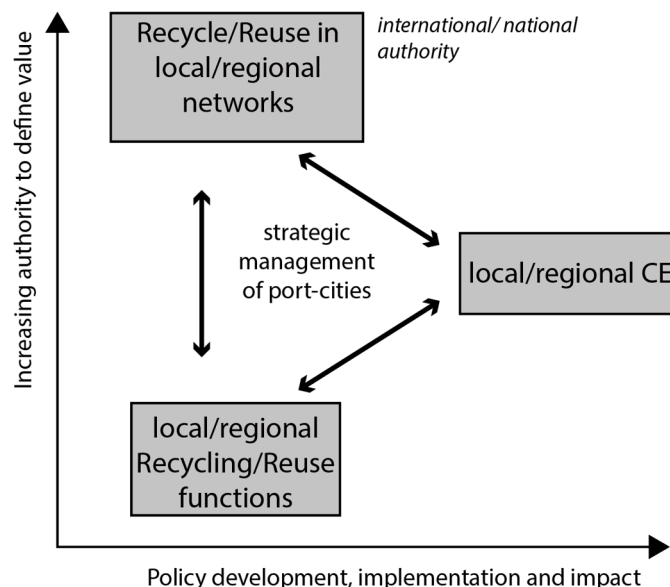 Increasing authority to define value
Recycle/Reuse in
local/regional
networks
international/ national
authority
strategic
management
of port-cities
local/regional CE
local/regional
Recycling/Reuse
functions
Policy development, implementation and impact